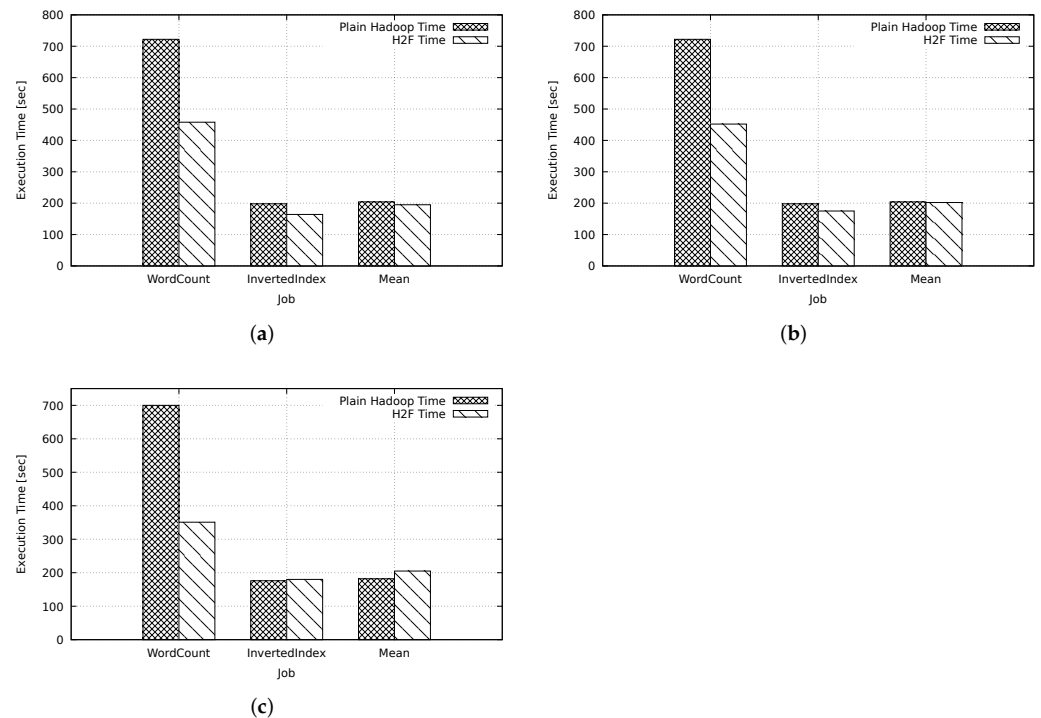 800
700
600
500
400
300
200
100
0
Execution Time [sec]
Plain Hadoop Time
H2F Time
WordCount InvertedIndex Mean
Job
(a)
800
700
600
500
400
300
200
100
0
Execution Time [sec]
Plain Hadoop Time
H2F Time
WordCount InvertedIndex Mean
Job
(b)
700
600
500
400
300
200
100
0
Execution Time [sec]
Plain Hadoop Time
H2F Time
WordCount InvertedIndex Mean
Job
(c)